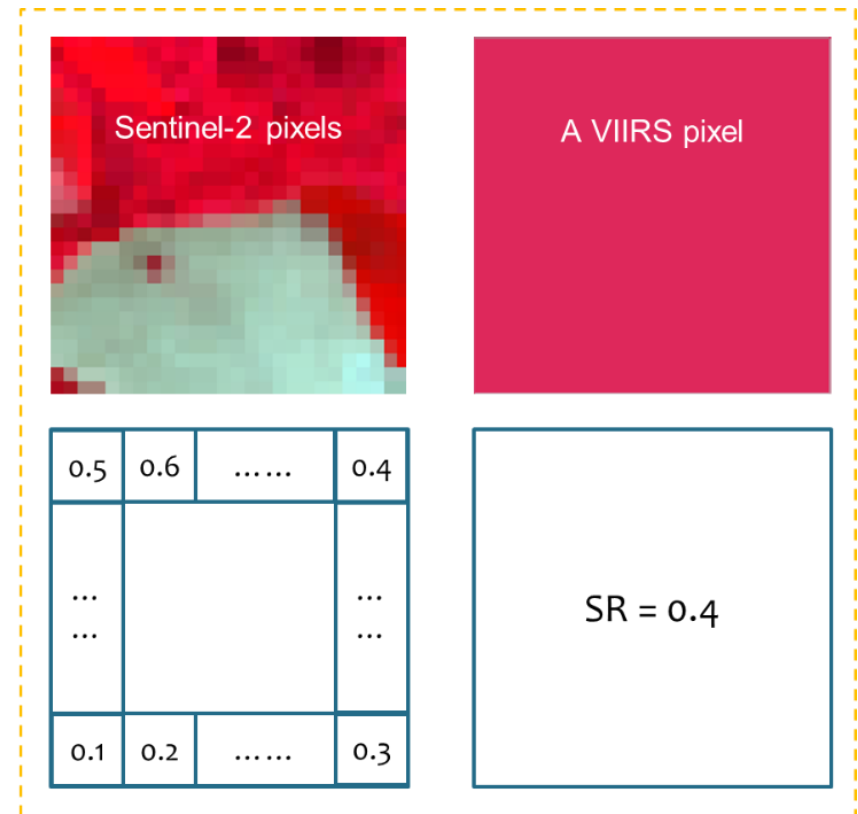 Sentinel-2 pixels
A VIIRS pixel
0.5 0.6 ...... 0.4
... ...
... ...
SR = 0.4
0.1 0.2 ...... 0.3